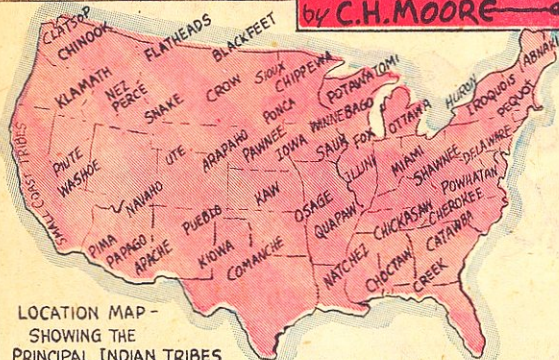 by C.H. MOORE
CLATSOP
CHINOOK
FLATHEADS
BLACKFEET
KLAMATH
NEZ PERCE
SNAKE
CROW
SIOUX
CHIPPEWA
POTAWATOMI
WINNEBAGO
OTTAWA
HURON
IROQUOIS
ABNAKI
PEQUOT
PONCA
SMALL COAST TRIBES
PIUTE
WASHOE
UTE
ARAPAHO
PAWNEE
IOWA
SAUK
FOX
ILLINI
MIAMI
SHAWNEE
DELAWARE
POWHATAN
NAVAHO
PUEBLO
KAW
OSAGE
QUAPAW
CHICKASAW
CHEROKEE
CATAWBA
PIMA
PAPAGO
APACHE
KIOWA
COMANCHE
NATCHEZ
CHOCTAW
CREEK
LOCATION MAP-
SHOWING THE
PRINCIPAL INDIAN TRIBES